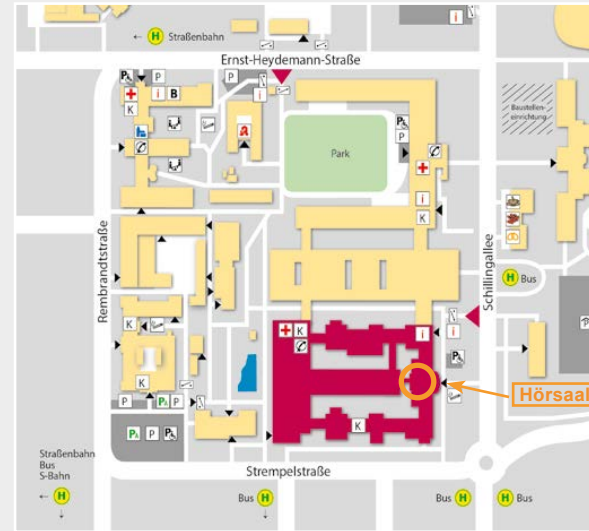 ← H Straßenbahn
Ernst-Heydemann-Straße
i
P P P
i B
K
i
Baustellen-
einrichtung
P
P
Park
i
K
Rembrandtstraße
Schillingallee
H Bus
K
K
i
i
K
P
Hörsaal
K
P P P
P P P
Strempelstraße
Straßenbahn
Bus
S-Bahn
← H
Bus H
Bus H
H Bus